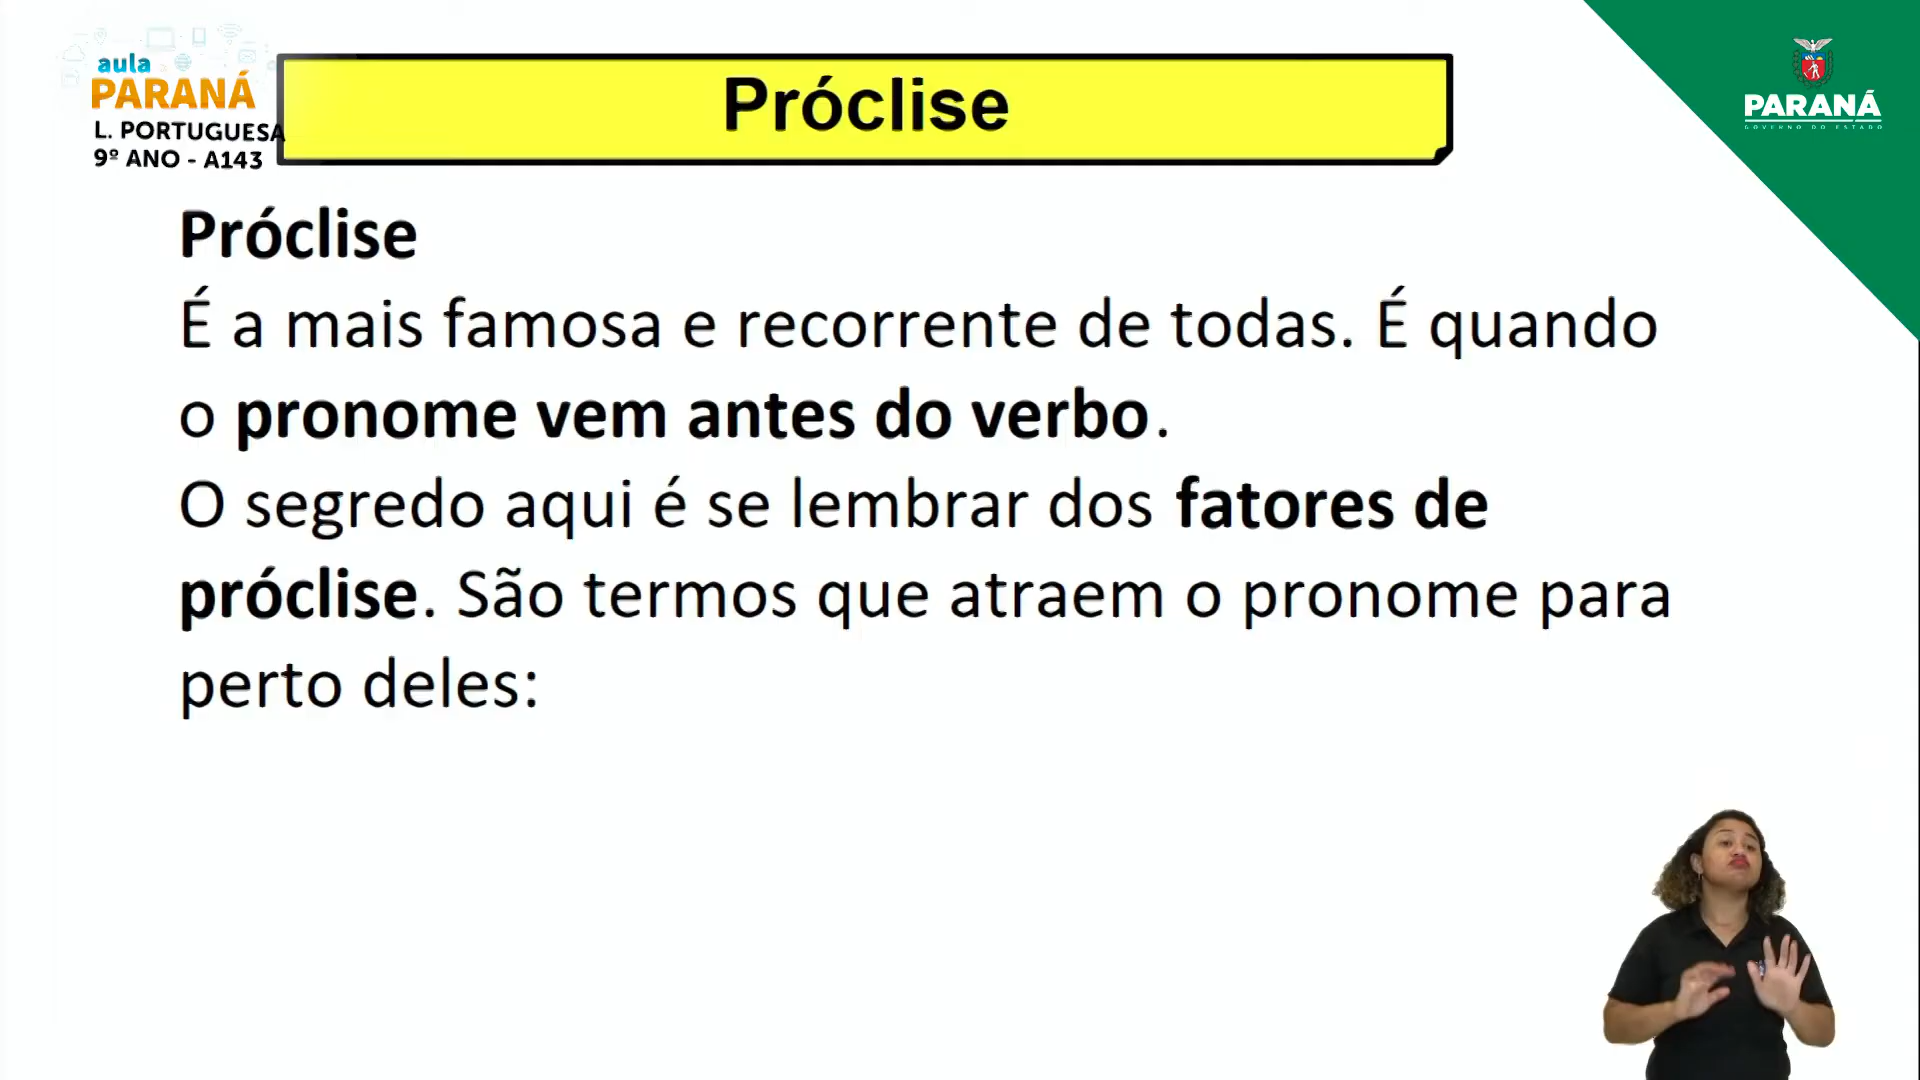 aula
PARANÁ
L. PORTUGUESA
9º ANO - A143
Próclise
PARANÁ
GOVERNO DO ESTADO
Próclise
É a mais famosa e recorrente de todas. É quando
o pronome vem antes do verbo.
O segredo aqui é se lembrar dos fatores de
próclise. São termos que atraem o pronome para
perto deles: